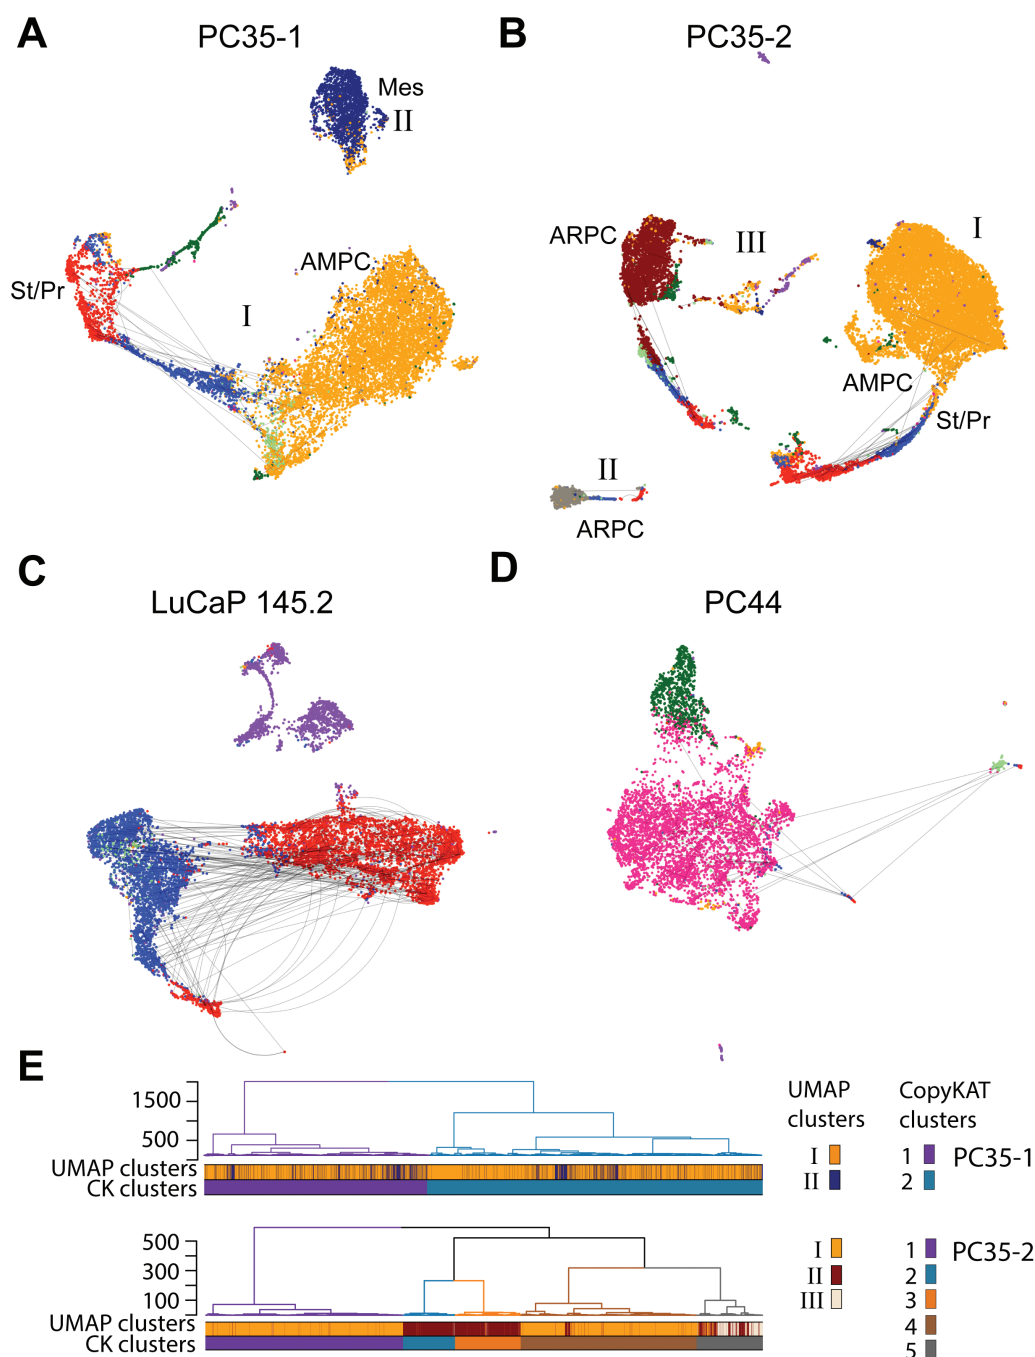 A
PC35-1
Mes
II
AMPC
St/Pr
I
B
PC35-2
I
ARPC
III
AMPC
St/Pr
II
ARPC
C
LuCaP 145.2
D
PC44
E
1500
500
UMAP clusters
CK clusters
500
300
100
UMAP clusters
CK clusters
UMAP clusters
CopyKAT clusters
I
II
1
2
PC35-1
I
II
III
1
2
3
4
5
PC35-2